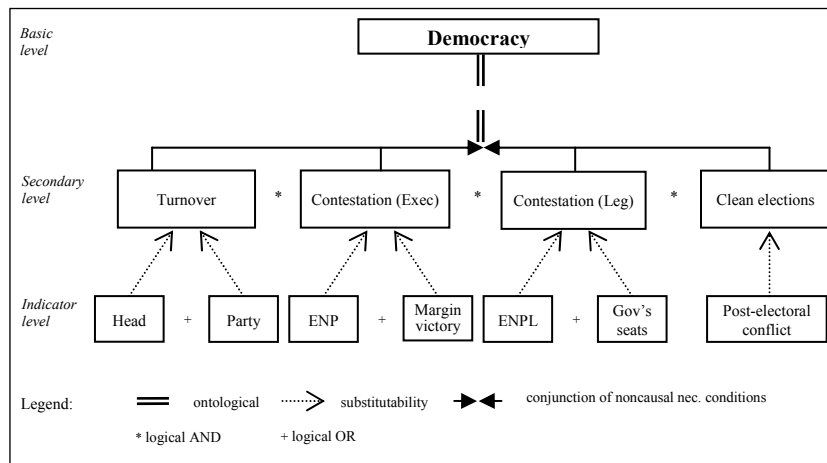 Basic
level
Democracy
Secondary
level
Turnover * Contestation (Exec) * Contestation (Leg) * Clean elections
Indicator
level
Head + Party ENP + Margin
victory ENPL + Gov's
seats Post-electoral
conflict
Legend: ontological substitutability conjunction of noncausal nec. conditions
* logical AND + logical OR